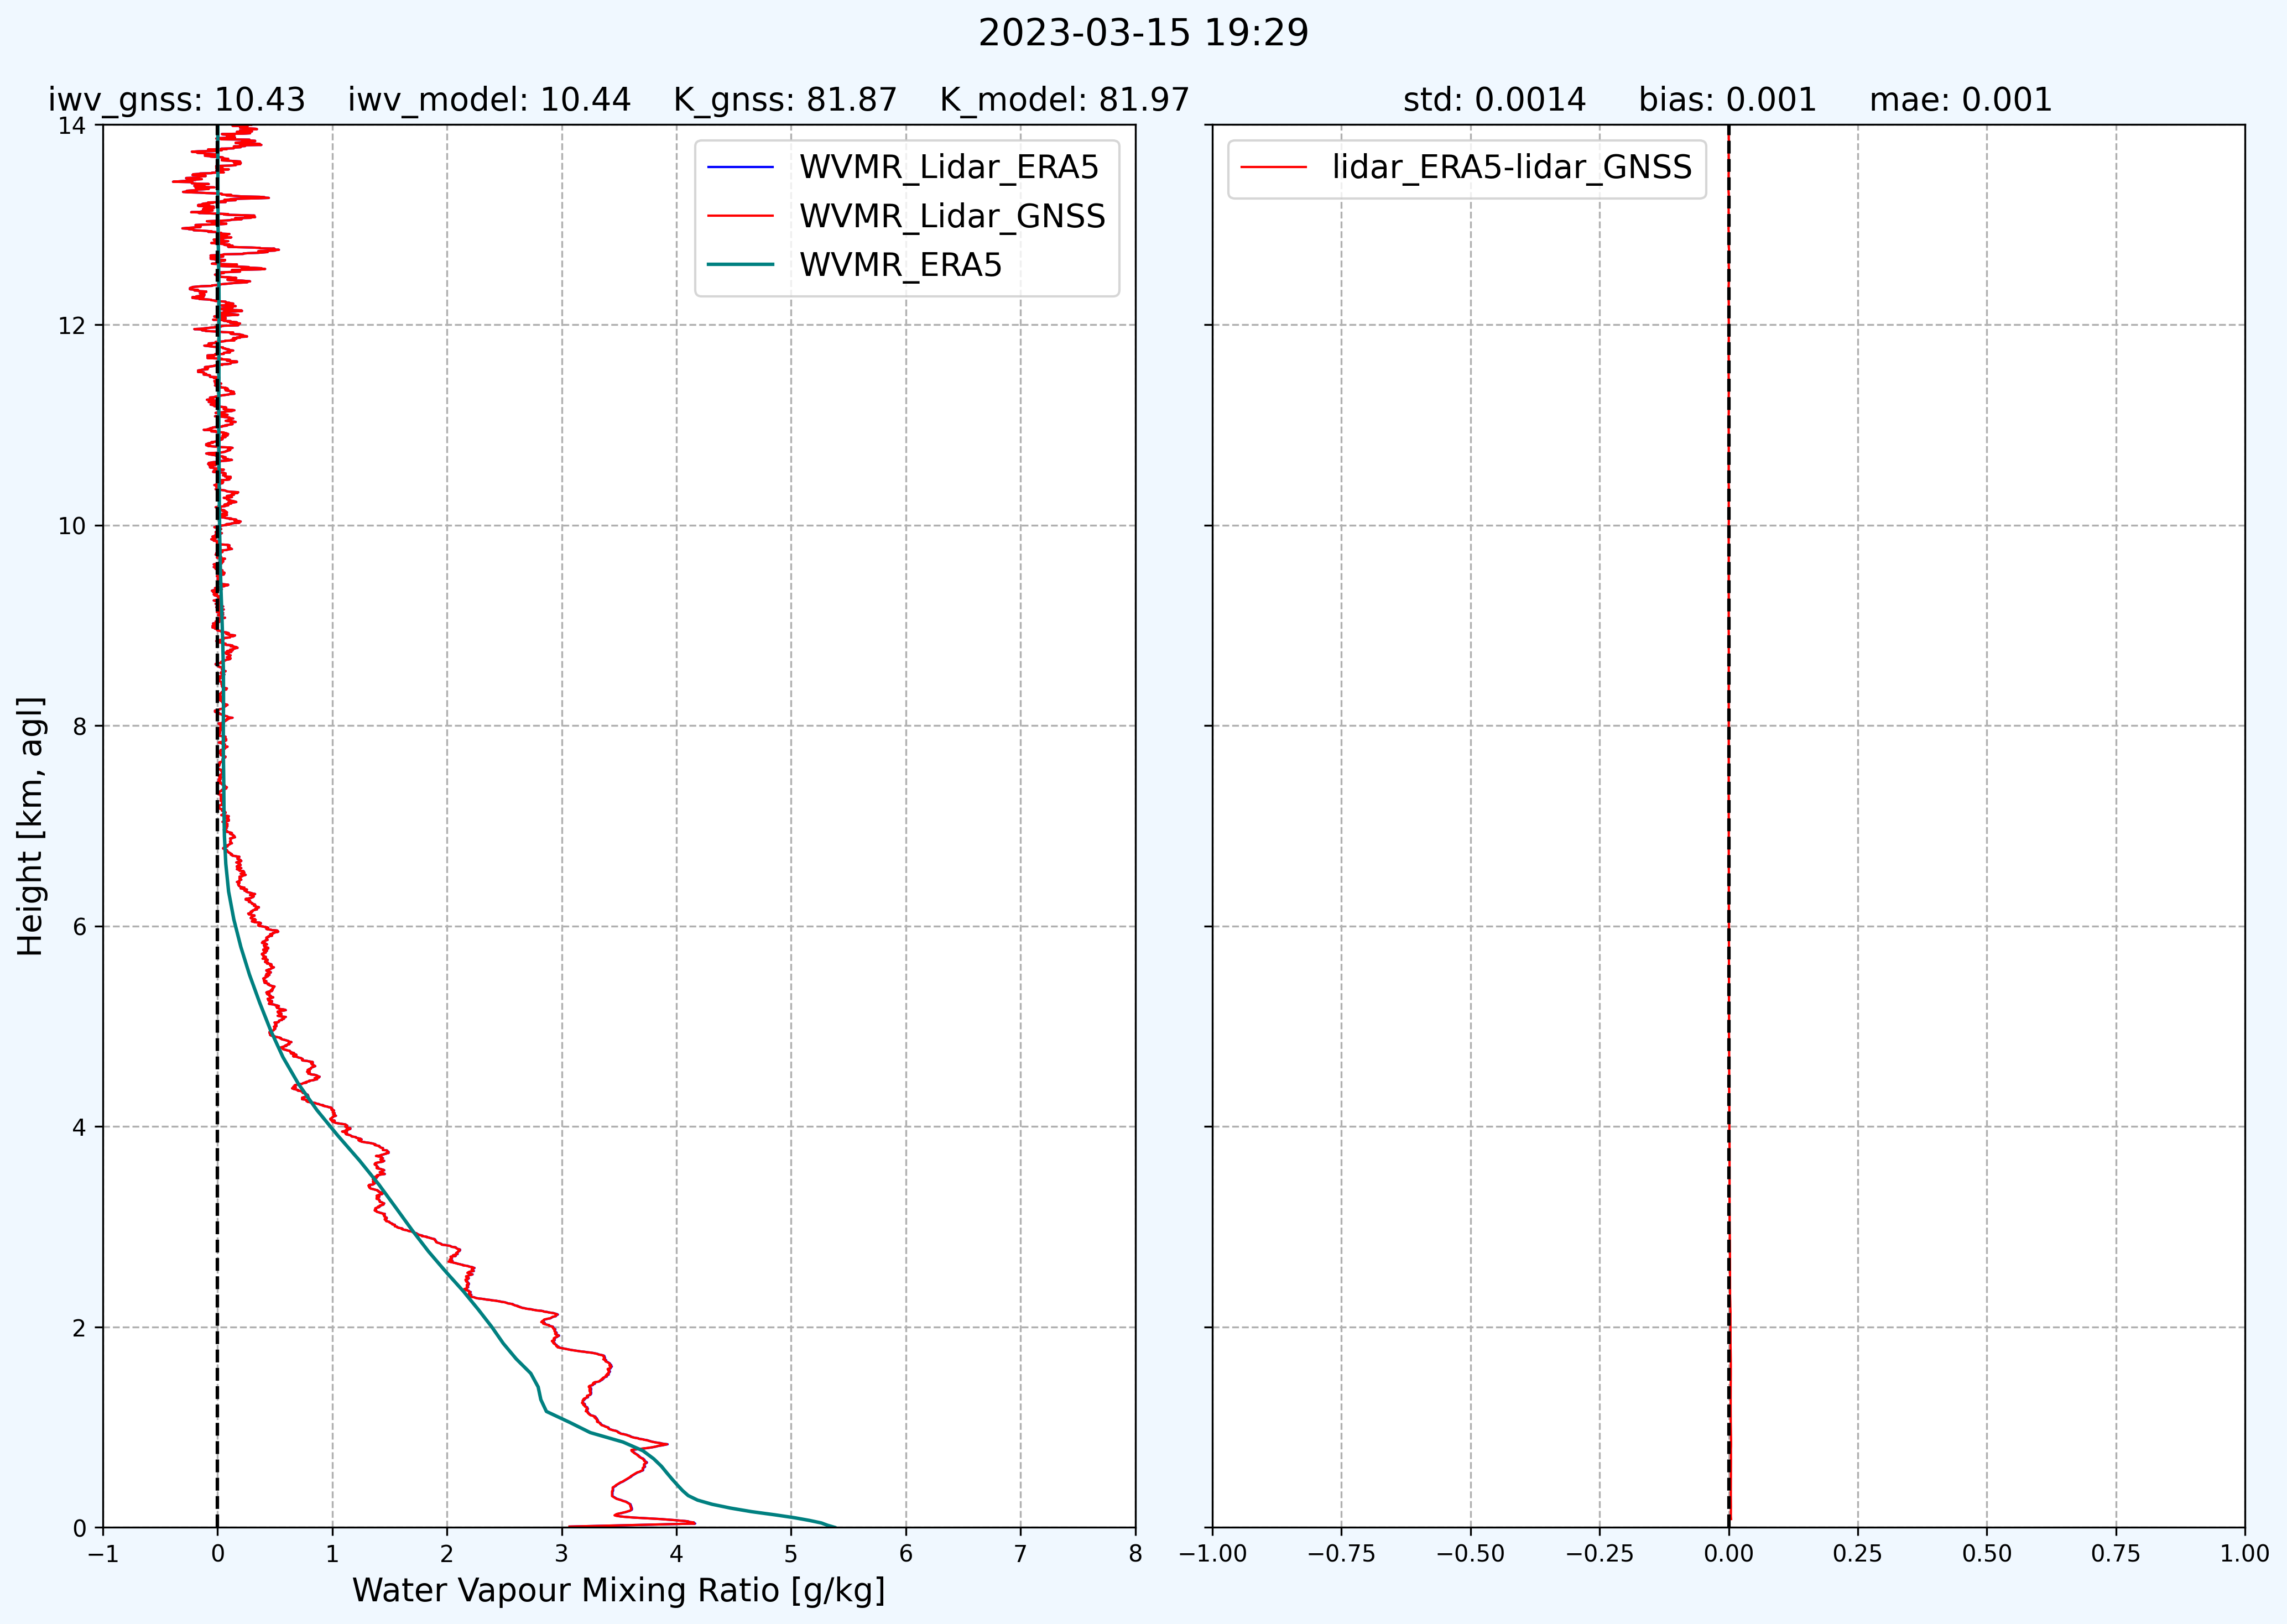 2023-03-15 19:29
iwv_gnss: 10.43 iwv_model: 10.44 K_gnss: 81.87 K_model: 81.97
std: 0.0014 bias: 0.001 mae: 0.001
WVMR_Lidar_ERA5
WVMR_Lidar_GNSS
WVMR_ERA5
lidar_ERA5-lidar_GNSS
Height [km, agl]
14
12
10
8
6
4
2
0
−1 0 1 2 3 4 5 6 7 8
Water Vapour Mixing Ratio [g/kg]
−1.00 −0.75 −0.50 −0.25 0.00 0.25 0.50 0.75 1.00